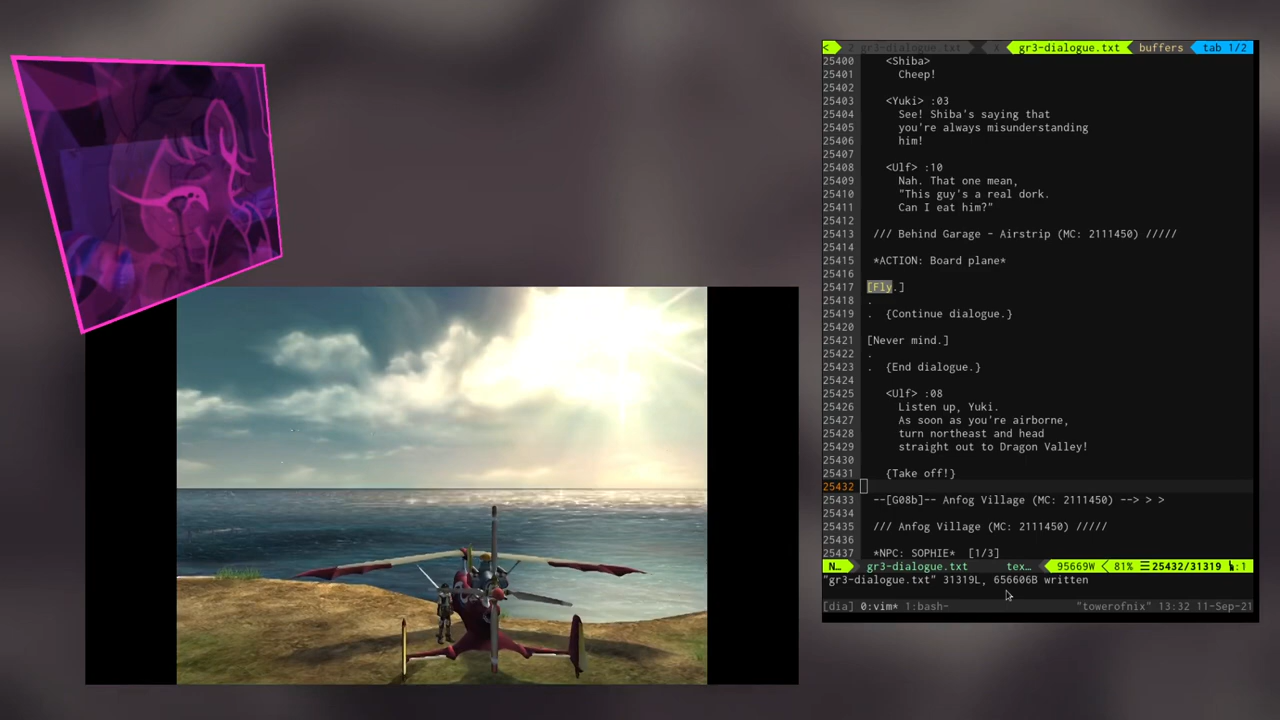 < 2 gr3-dialogue.txt x gr3-dialogue.txt buffers tab 1/2
25400 <Shiba>
25401 Cheep!
25402
25403 <Yuki> :03
25404 See! Shiba's saying that
25405 you're always misunderstanding
25406 him!
25407
25408 <Ulf> :10
25409 Nah. That one mean,
25410 "This guy's a real dork.
25411 Can I eat him?"
25412
25413 /// Behind Garage - Airstrip (MC: 2111450) /////
25414
25415 *ACTION: Board plane*
25416
25417 [Fly.]
25418 .
25419 . {Continue dialogue.}
25420
25421 [Never mind.]
25422 .
25423 . {End dialogue.}
25424
25425 <Ulf> :08
25426 Listen up, Yuki.
25427 As soon as you're airborne,
25428 turn northeast and head
25429 straight out to Dragon Valley!
25430
25431 {Take off!}
25432
25433 --[G08b]-- Anfog Village (MC: 2111450) --> > >
25434
25435 /// Anfog Village (MC: 2111450) /////
25436
25437 *NPC: SOPHIE* [1/3]
N… gr3-dialogue.txt tex… 95669W < 81% ☰25432/31319 :1
"gr3-dialogue.txt" 31319L, 656606B written
[dia] 0:vim* 1:bash- "towerofnix" 13:32 11-Sep-21